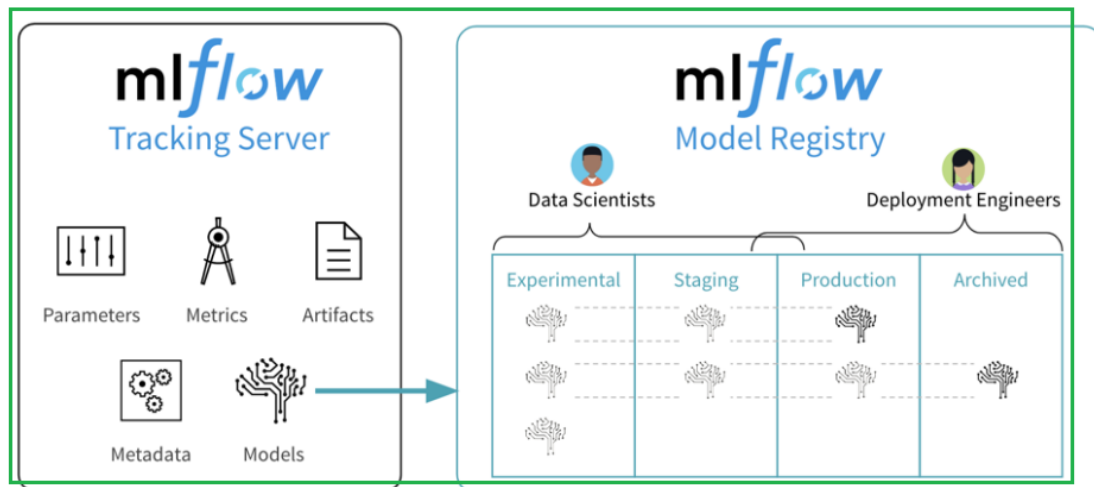 mlflow
Tracking Server
Parameters
Metrics
Artifacts
Metadata
Models
mlflow
Model Registry
Data Scientists
Deployment Engineers
Experimental
Staging
Production
Archived